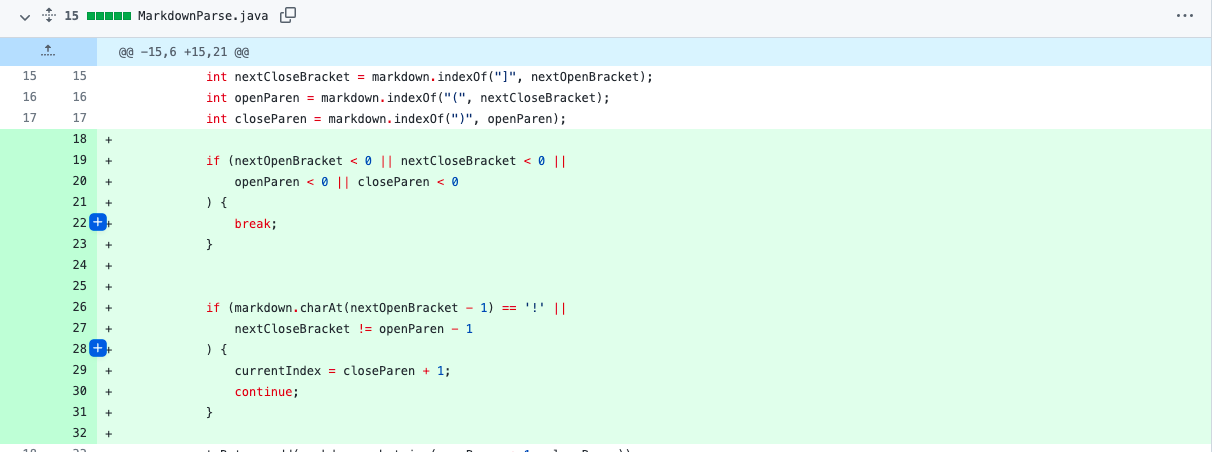 15 MarkdownParse.java
@@ -15,6 +15,21 @@
15 15 int nextCloseBracket = markdown.indexOf("]", nextOpenBracket);
16 16 int openParen = markdown.indexOf("(", nextCloseBracket);
17 17 int closeParen = markdown.indexOf(")", openParen);
18 +
19 + if (nextOpenBracket < 0 || nextCloseBracket < 0 ||
20 + openParen < 0 || closeParen < 0
21 + ) {
22 + break;
23 + }
24 +
25 +
26 + if (markdown.charAt(nextOpenBracket - 1) == '!' ||
27 + nextCloseBracket != openParen - 1
28 + ) {
29 + currentIndex = closeParen + 1;
30 + continue;
31 + }
32 +